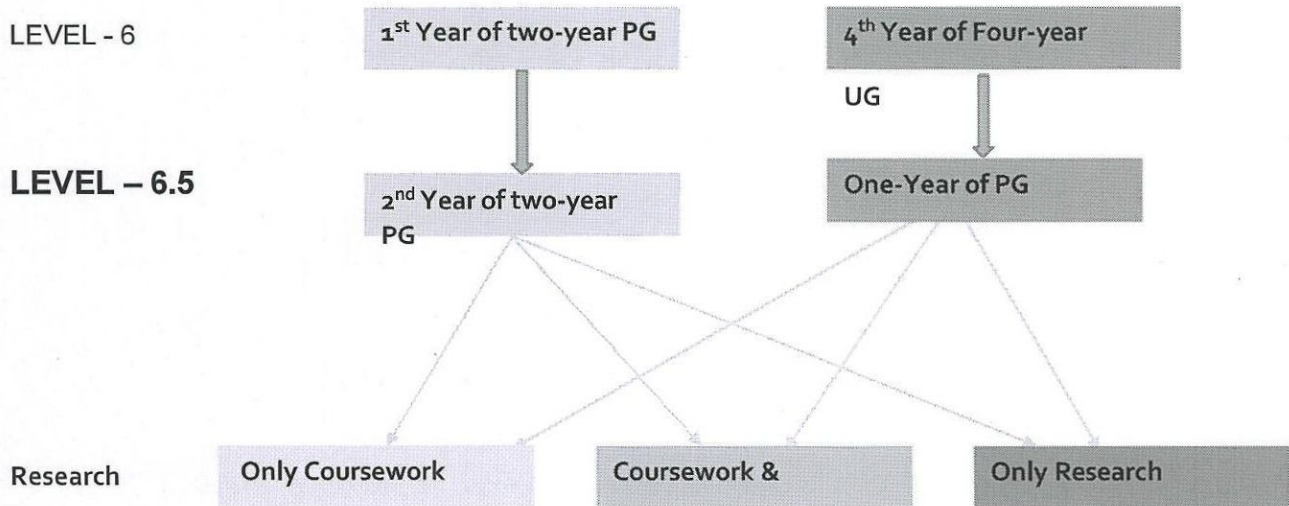 LEVEL - 6
1st Year of two-year PG
4th Year of Four-year
UG
LEVEL – 6.5
2nd Year of two-year
PG
One-Year of PG
Only Coursework
Coursework &
Only Research
Research